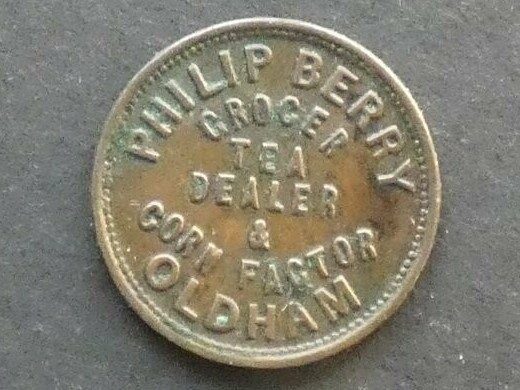 PHILIP BERRY
GROCER
TEA
DEALER
&
CORN FACTOR
OLDHAM